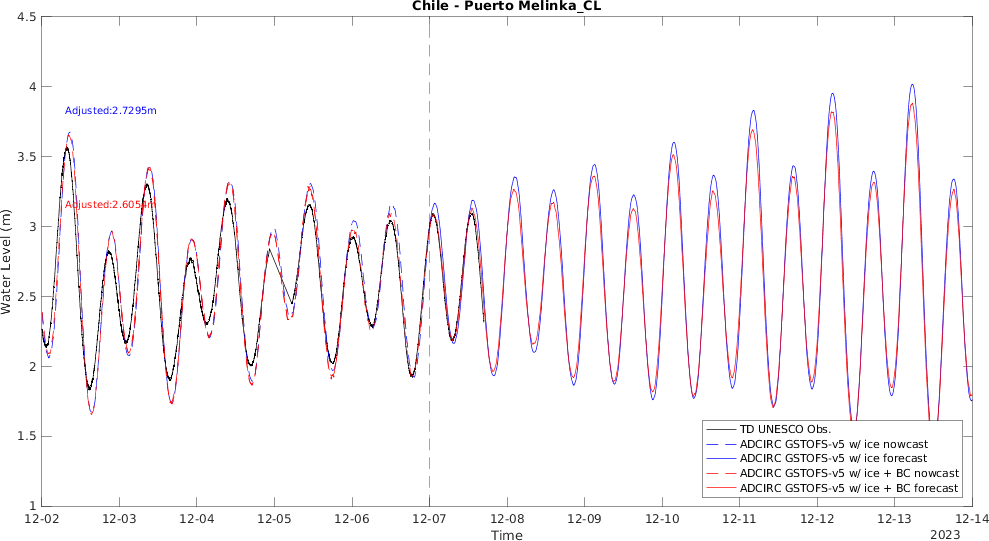 Chile - Puerto Melinka_CL
Water Level (m)
4.5
4
3.5
3
2.5
2
1.5
1
Adjusted:2.7295m
12-02
12-03
12-04
12-05
12-06
12-07
12-08
12-09
12-10
12-11
12-12
12-13
12-14
Time
2023
TD UNESCO Obs.
ADCIRC GSTOFS-v5 w/ ice nowcast
ADCIRC GSTOFS-v5 w/ ice forecast
ADCIRC GSTOFS-v5 w/ ice + BC nowcast
ADCIRC GSTOFS-v5 w/ ice + BC forecast